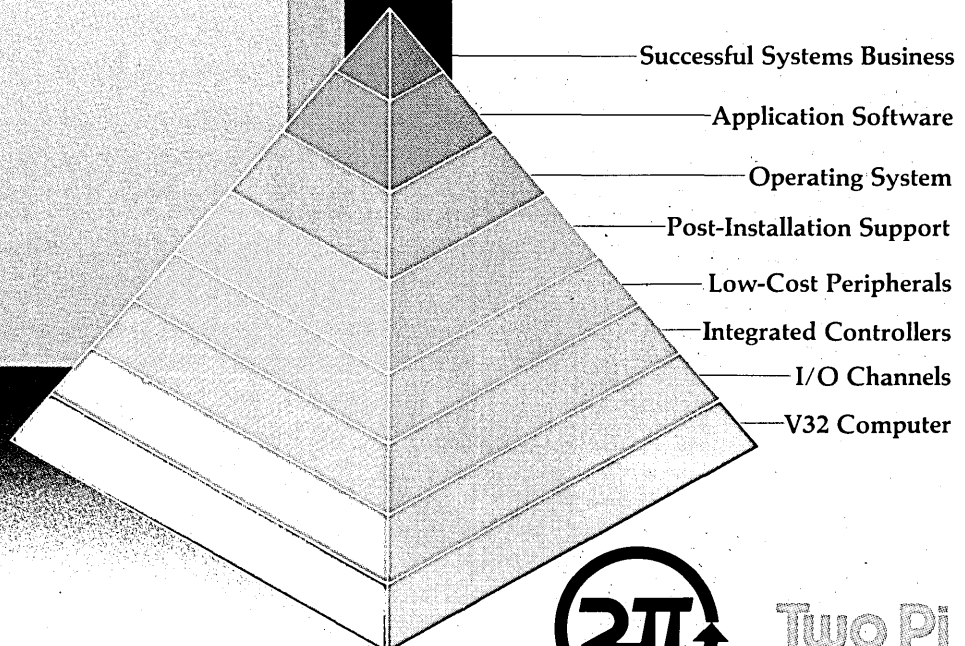 Successful Systems Business
Application Software
Operating System
Post-Installation Support
Low-Cost Peripherals
Integrated Controllers
I/O Channels
V32 Computer
2π
Two Pi